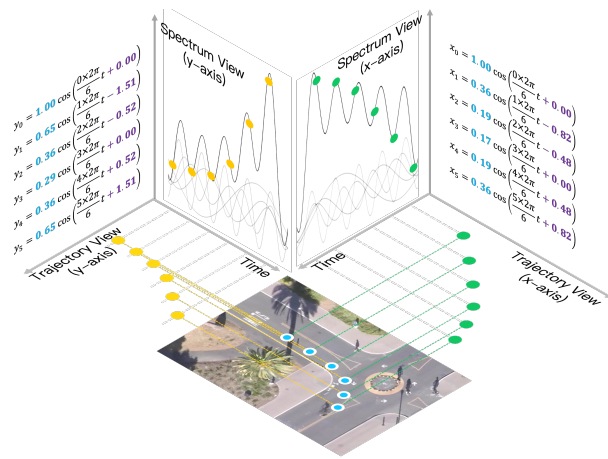 Spectrum View
(y−axis)
Spectrum View
(x−axis)
y₀ = 1.00 cos(0×2π/6 t + 0.00)
y₁ = 0.65 cos(1×2π/6 t − 1.51)
y₂ = 0.36 cos(2×2π/6 t − 0.52)
y₃ = 0.29 cos(3×2π/6 t + 0.00)
y₄ = 0.36 cos(4×2π/6 t + 0.52)
y₅ = 0.65 cos(5×2π/6 t + 1.51)
x₀ = 1.00 cos(0×2π/6 t + 0.00)
x₁ = 0.36 cos(1×2π/6 t − 0.82)
x₂ = 0.19 cos(2×2π/6 t − 0.48)
x₃ = 0.17 cos(3×2π/6 t + 0.00)
x₄ = 0.19 cos(4×2π/6 t + 0.48)
x₅ = 0.36 cos(5×2π/6 t + 0.82)
Trajectory View
(y−axis)
Time
Time
Trajectory View
(x−axis)